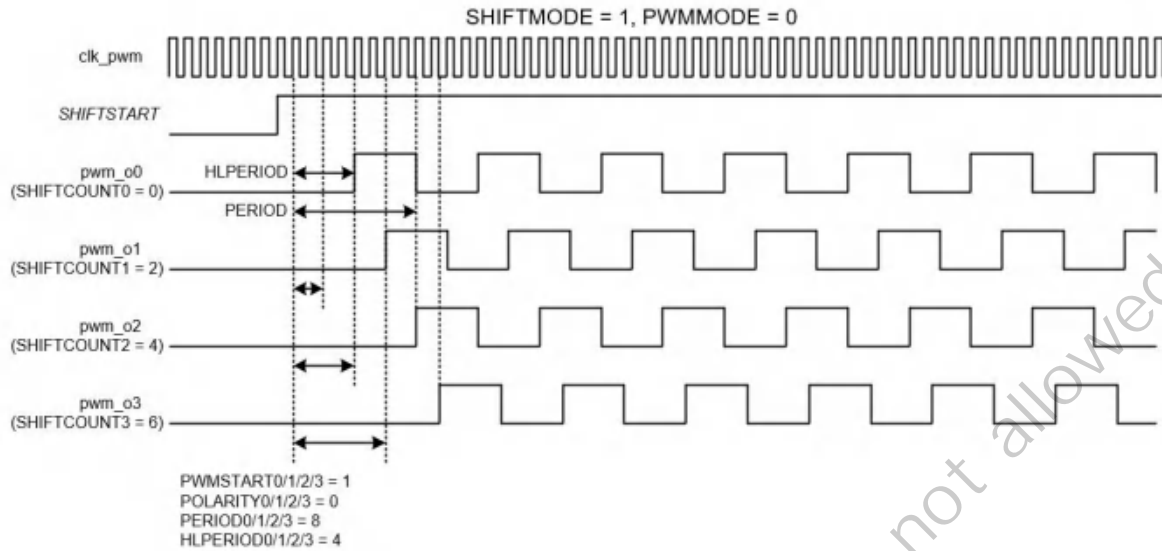 SHIFTMODE = 1, PWMMODE = 0
clk_pwm
SHIFTSTART
pwm_o0
(SHIFTCOUNT0 = 0)
HLPERIOD
PERIOD
pwm_o1
(SHIFTCOUNT1 = 2)
pwm_o2
(SHIFTCOUNT2 = 4)
pwm_o3
(SHIFTCOUNT3 = 6)
PWMSTART0/1/2/3 = 1
POLARITY0/1/2/3 = 0
PERIOD0/1/2/3 = 8
HLPERIOD0/1/2/3 = 4
not allowed